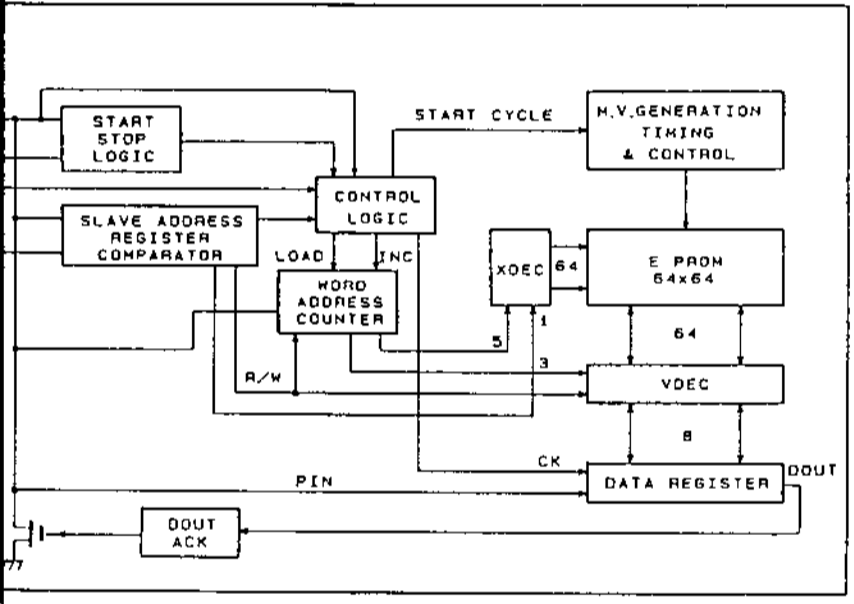 START CYCLE
H.V.GENERATION
TIMING
& CONTROL
START
STOP
LOGIC
CONTROL
LOGIC
SLAVE ADDRESS
REGISTER
COMPARATOR
LOAD
INC
XDEC
64
E PROM
64x64
WORD
ADDRESS
COUNTER
1
5
64
3
R/W
YDEC
8
CK
DOUT
PIN
DATA REGISTER
DOUT
ACK